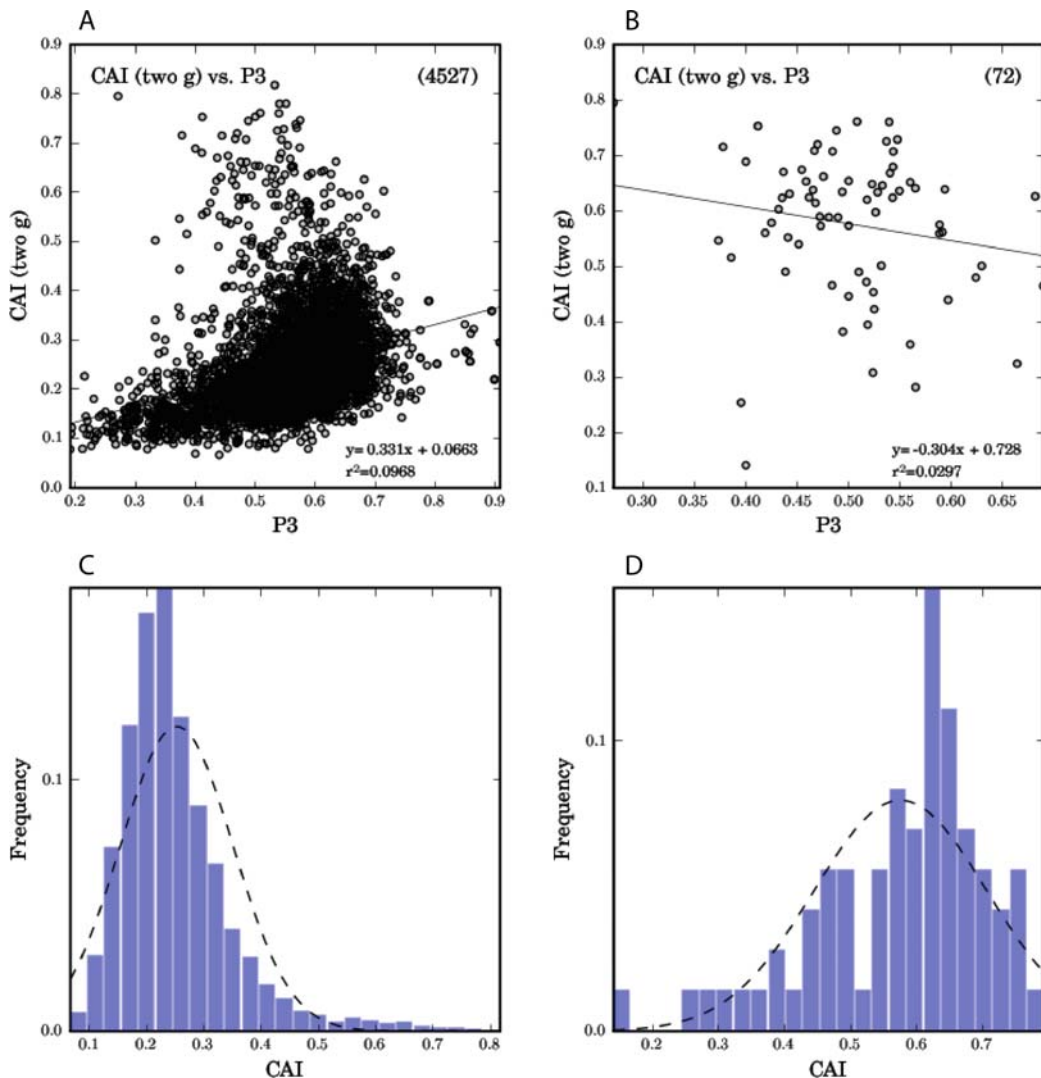 A
CAI (two g) vs. P3 (4527)
0.9
0.8
0.7
0.6
0.5
0.4
0.3
0.2
0.1
0.0
CAI (two g)
y= 0.331x + 0.0663
r²=0.0968
0.2 0.3 0.4 0.5 0.6 0.7 0.8 0.9
P3
B
CAI (two g) vs. P3 (72)
0.9
0.8
0.7
0.6
0.5
0.4
0.3
0.2
0.1
CAI (two g)
y= -0.304x + 0.728
r²=0.0297
0.30 0.35 0.40 0.45 0.50 0.55 0.60 0.65
P3
C
0.1
0.0
Frequency
0.1 0.2 0.3 0.4 0.5 0.6 0.7 0.8
CAI
D
0.1
0.0
Frequency
0.2 0.3 0.4 0.5 0.6 0.7
CAI